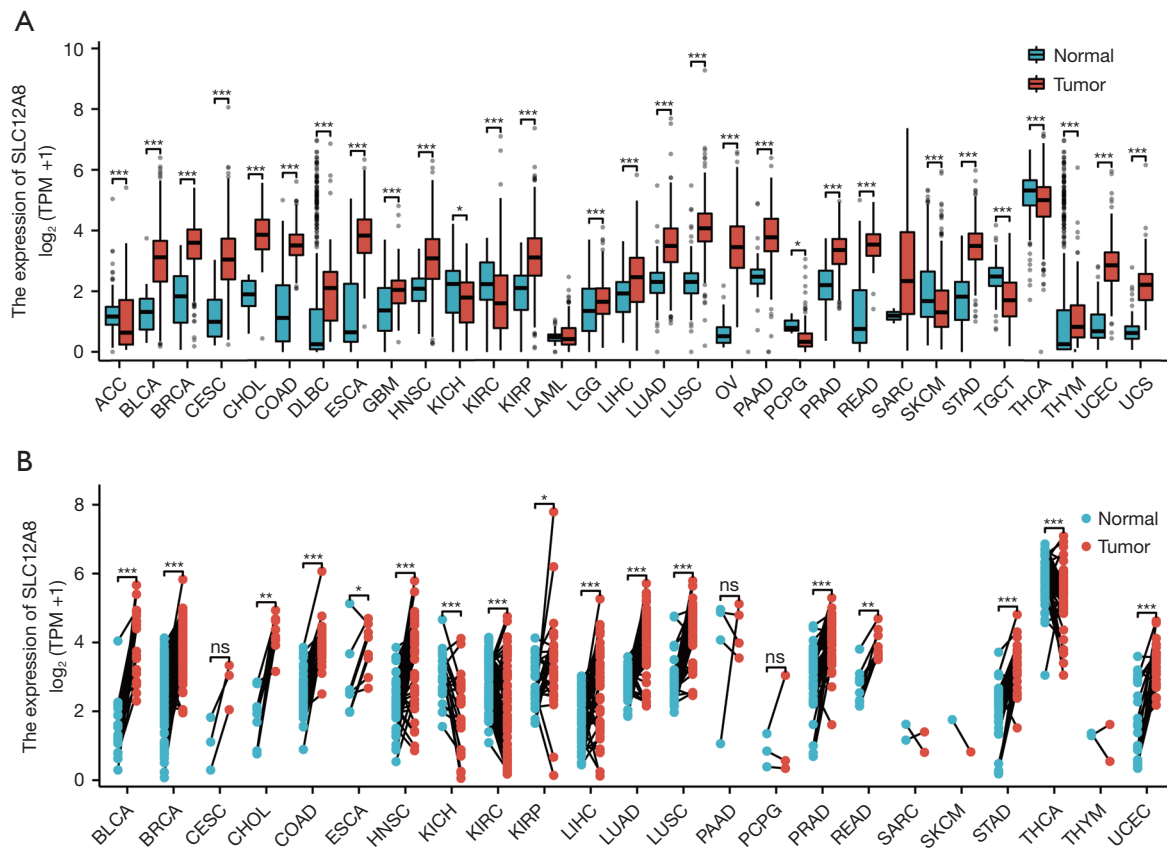 A
The expression of SLC12A8
log₂ (TPM +1)
10
8
6
4
2
0
Normal
Tumor
*** *** *** *** *** *** *** *** *** *** * *** *** *** *** *** *** *** *** * *** *** *** *** *** *** *** *** ***
ACC BLCA BRCA CESC CHOL COAD DLBC ESCA GBM HNSC KICH KIRC KIRP LAML LGG LIHC LUAD LUSC OV PAAD PCPG PRAD READ SARC SKCM STAD TGCT THCA THYM UCEC UCS
B
The expression of SLC12A8
log₂ (TPM +1)
8
6
4
2
0
Normal
Tumor
*** *** ns ** *** * *** *** *** * *** *** *** ns ns *** ** *** *** ***
BLCA BRCA CESC CHOL COAD ESCA HNSC KICH KIRC KIRP LIHC LUAD LUSC PAAD PCPG PRAD READ SARC SKCM STAD THCA THYM UCEC